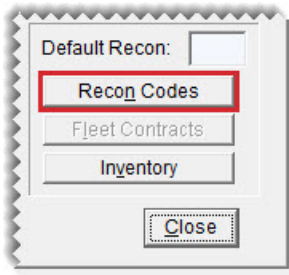 Default Recon:
Recon Codes
Fleet Contracts
Inventory
Close